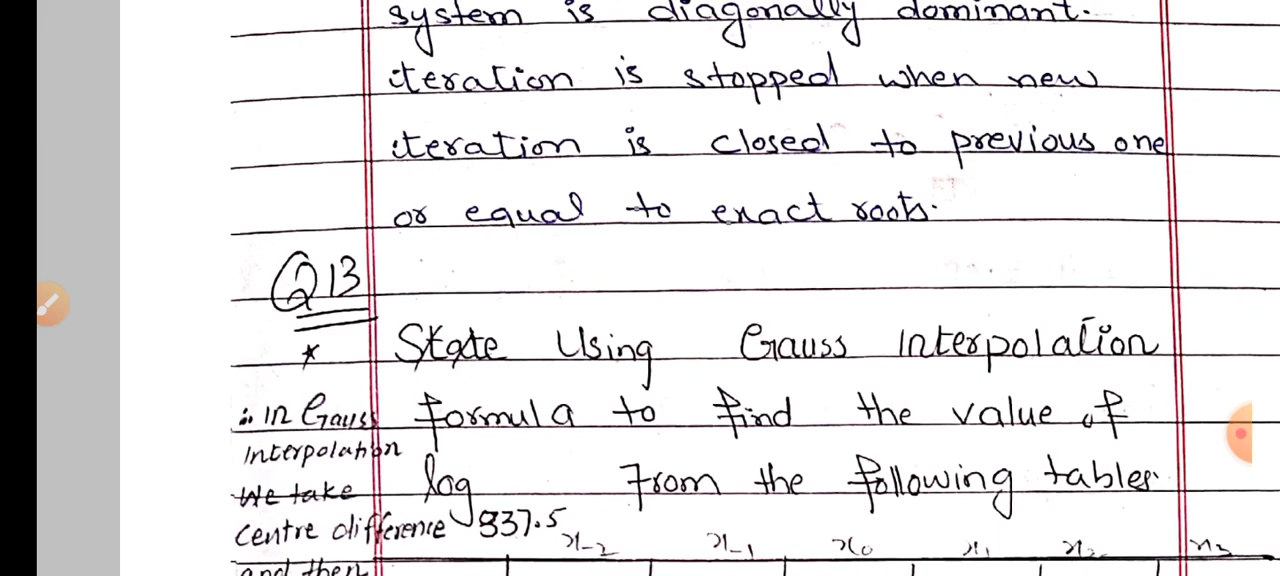 system is diagonally dominant.
iteration is stopped when new
iteration is closed to previous one
or equal to exact roots.
Q13
* State Using Gauss Interpolation
formula to find the value of
log 337.5 From the following tables.
∴ in Gauss
Interpolation
We take
centre difference
and then
x-2 x-1 x0 x1 x2 x3